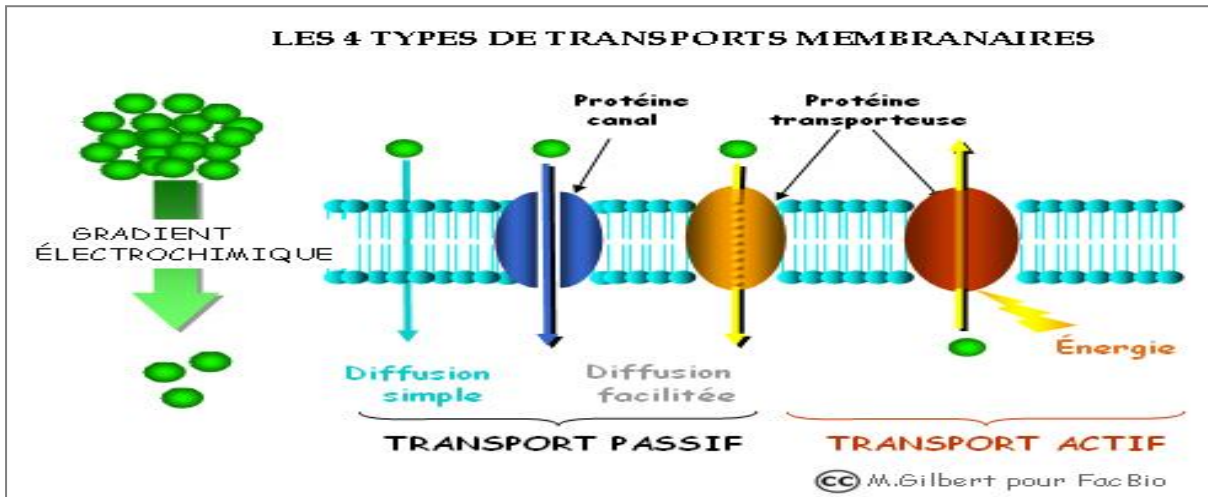 LES 4 TYPES DE TRANSPORTS MEMBRANAIRES
Protéine
canal
Protéine
transporteuse
GRADIENT
ÉLECTROCHIMIQUE
Diffusion
simple
Diffusion
facilitée
Énergie
TRANSPORT PASSIF
TRANSPORT ACTIF
cc M.Gilbert pour FacBio